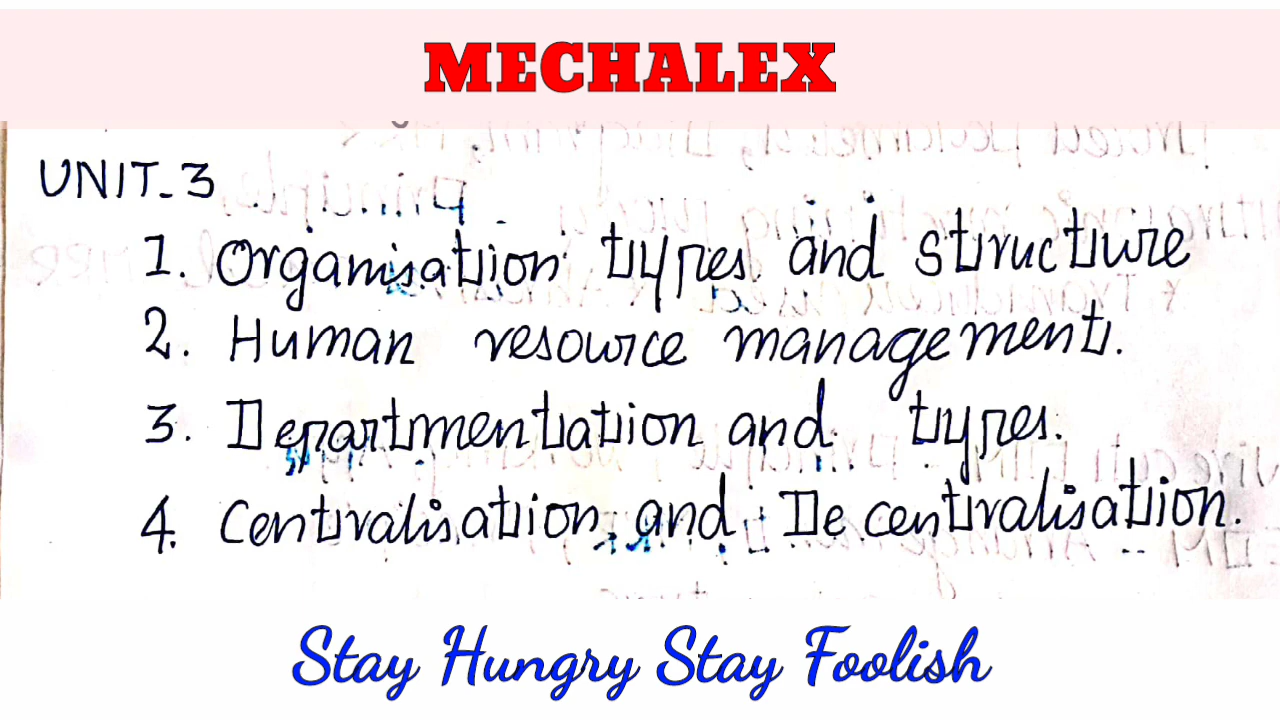 MECHALEX
UNIT-3
1. Organisation types and structure
2. Human resource management.
3. Departmentation and types.
4. Centralisation and Decentralisation.
Stay Hungry Stay Foolish